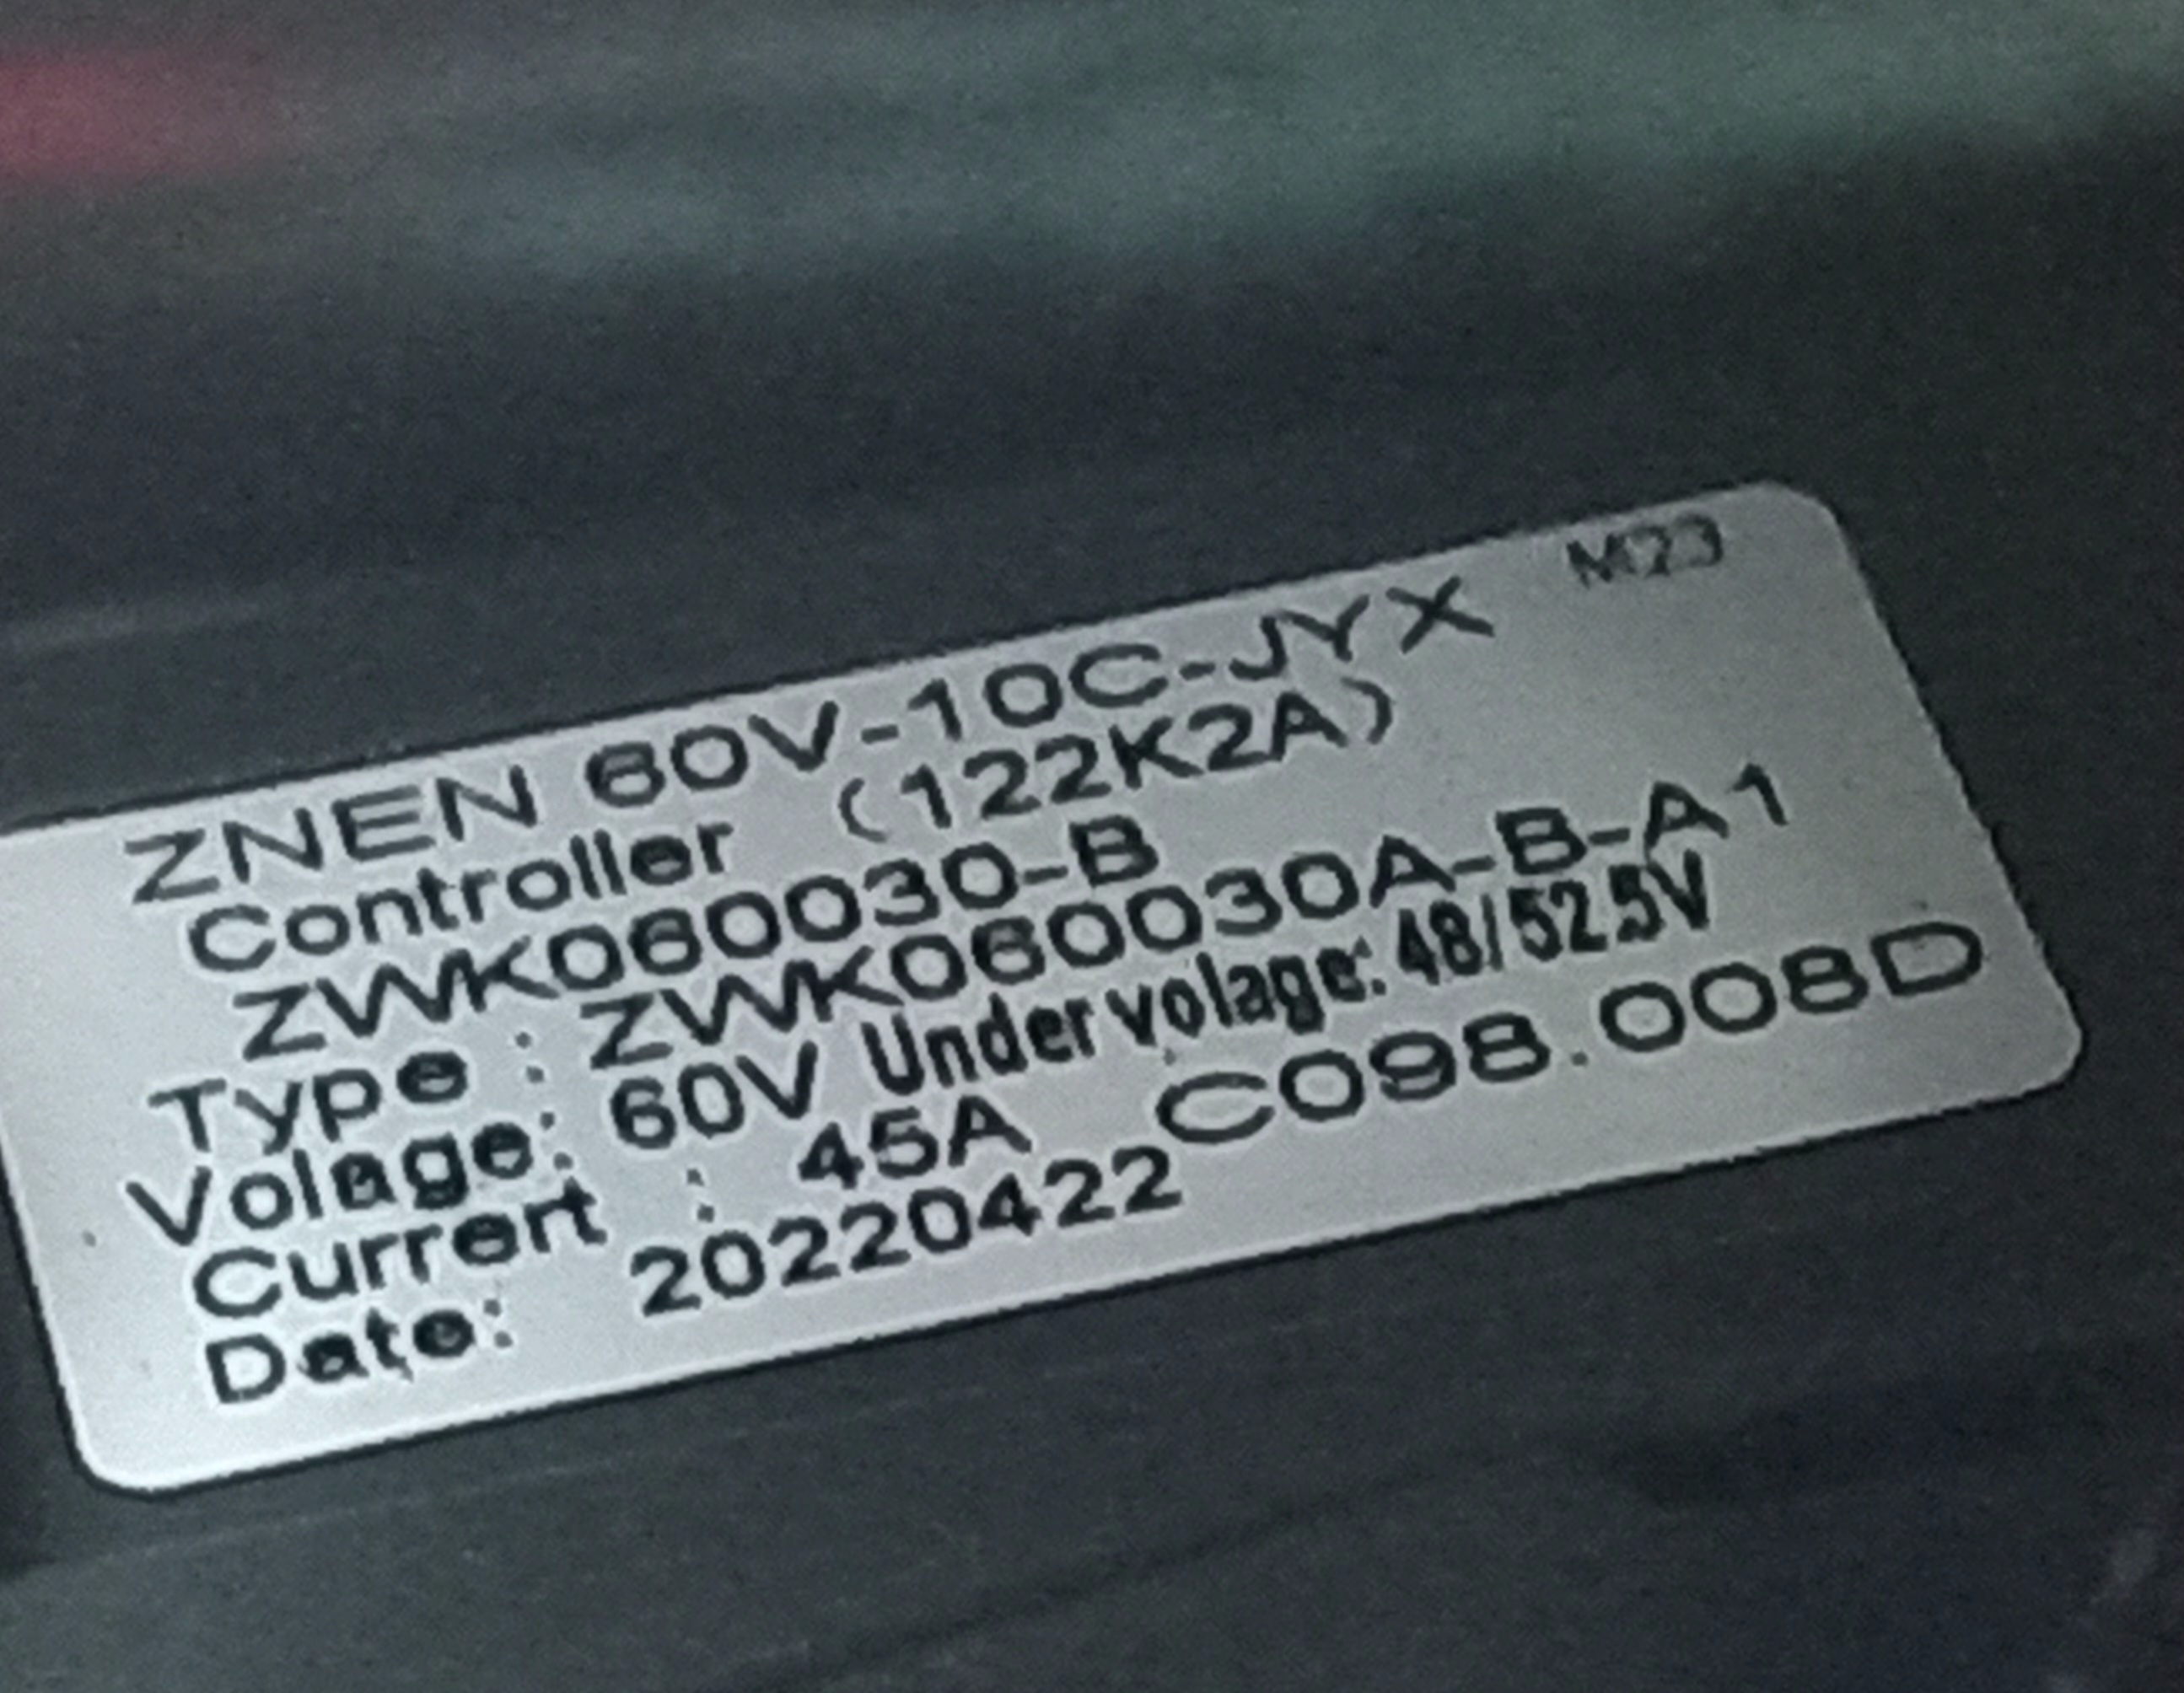 M23
ZNEN 60V-10C-JYX
Controller (122K2A)
ZWK060030-B
Type : ZWK060030A-B-A1
Volage: 60V Under volage: 48/52.5V
Current : 45A C098.008D
Date: 20220422